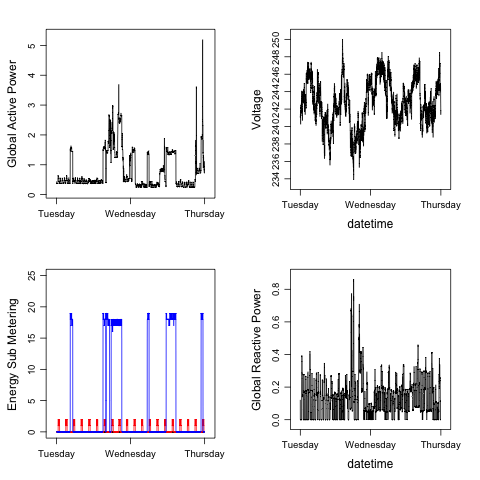 Global Active Power
0 1 2 3 4 5
Tuesday Wednesday Thursday
Voltage
234 236 238 240 242 244 246 248 250
Tuesday Wednesday Thursday
datetime
Energy Sub Metering
0 5 10 15 20 25
Tuesday Wednesday Thursday
Global Reactive Power
0.0 0.2 0.4 0.6 0.8
Tuesday Wednesday Thursday
datetime